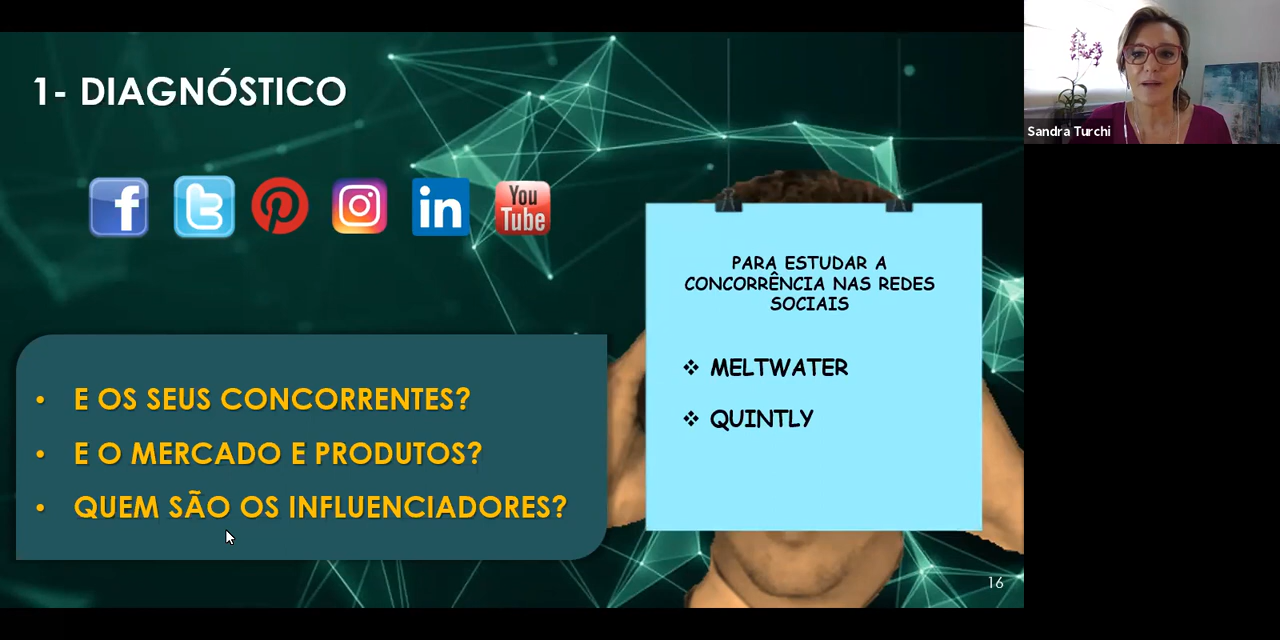 1- DIAGNÓSTICO
f
t
in
You
Tube
E OS SEUS CONCORRENTES?
E O MERCADO E PRODUTOS?
QUEM SÃO OS INFLUENCIADORES?
PARA ESTUDAR A
CONCORRÊNCIA NAS REDES
SOCIAIS
MELTWATER
QUINTLY
16
Sandra Turchi